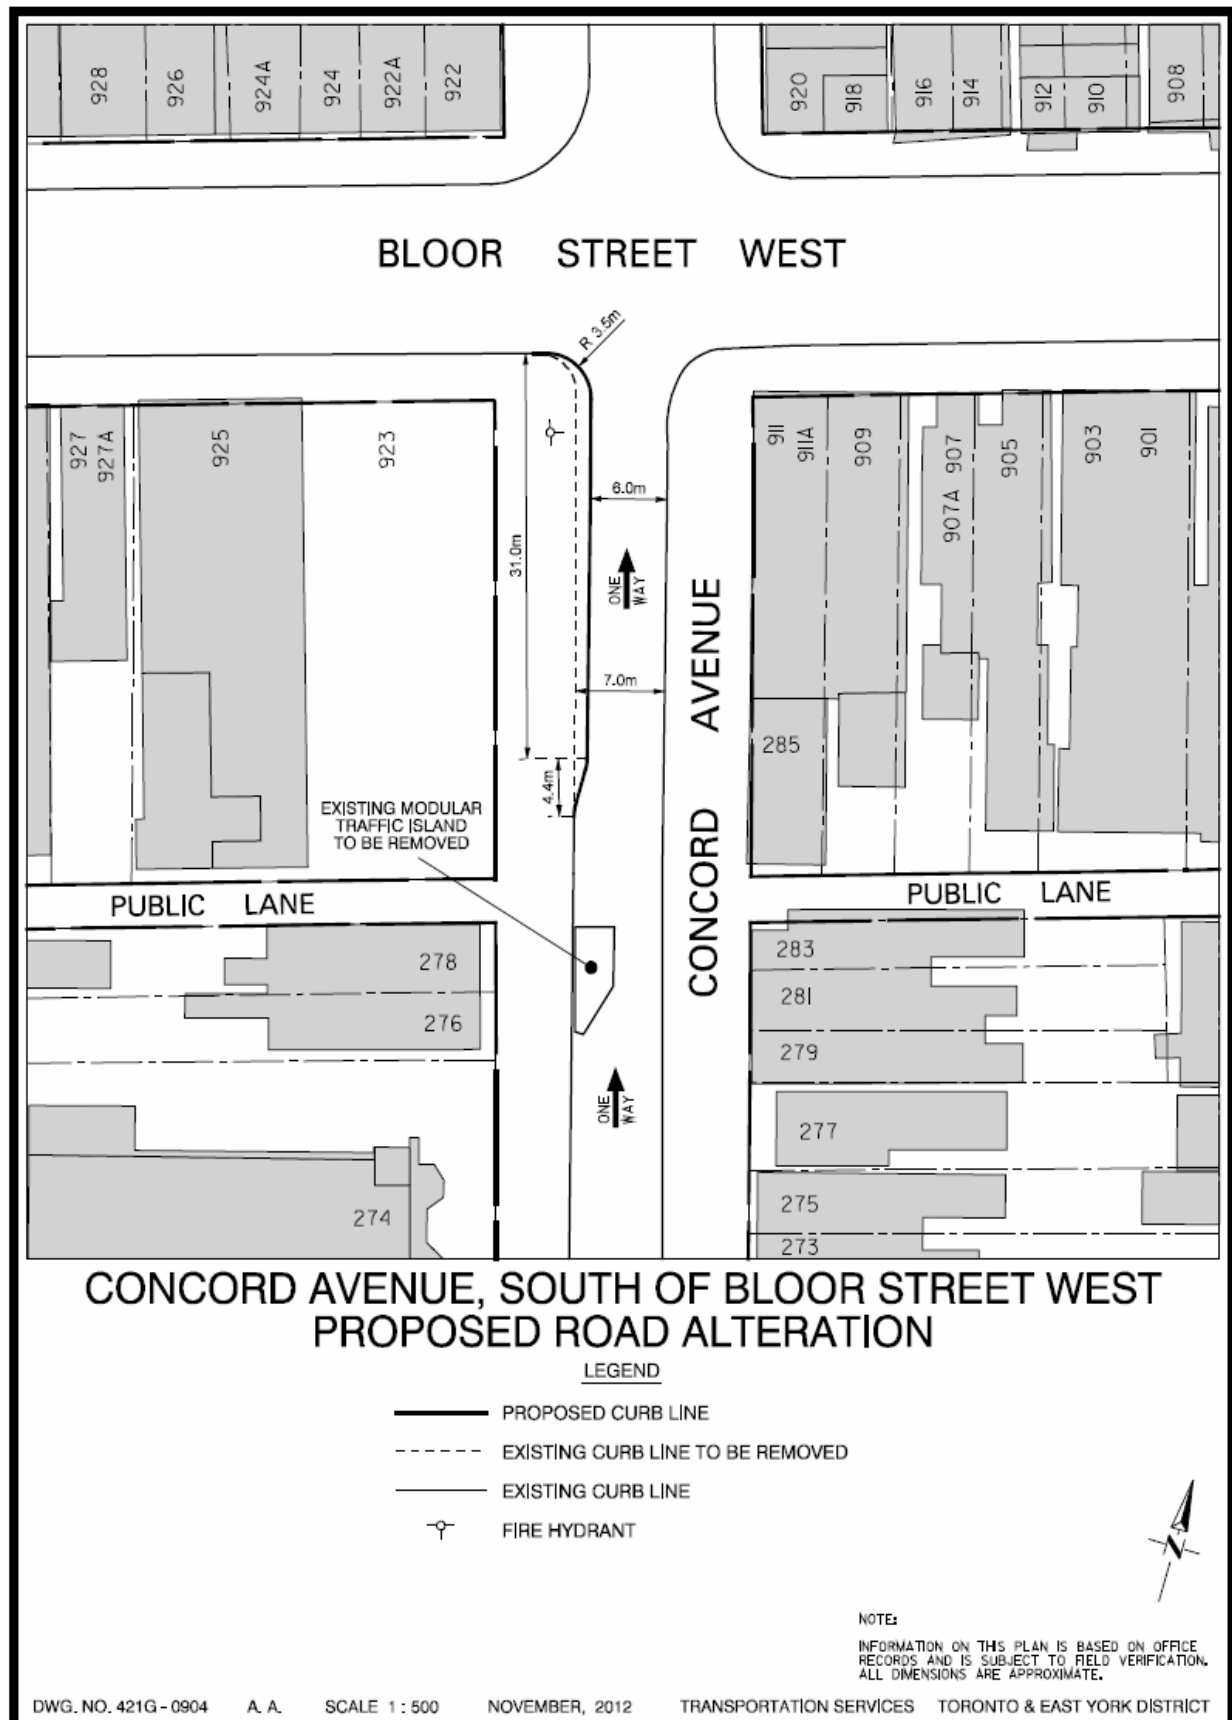 928
926
924A
924
922A
922
920
918
916
914
912
910
908
BLOOR STREET WEST
R 3.5m
927
927A
925
923
911
911A
909
907A
907
905
903
901
6.0m
31.0m
ONE
WAY
7.0m
CONCORD AVENUE
285
4.4m
EXISTING MODULAR
TRAFFIC ISLAND
TO BE REMOVED
PUBLIC LANE
PUBLIC LANE
278
276
283
281
279
ONE
WAY
277
274
275
273
CONCORD AVENUE, SOUTH OF BLOOR STREET WEST
PROPOSED ROAD ALTERATION
LEGEND
PROPOSED CURB LINE
EXISTING CURB LINE TO BE REMOVED
EXISTING CURB LINE
FIRE HYDRANT
N
NOTE:
INFORMATION ON THIS PLAN IS BASED ON OFFICE
RECORDS AND IS SUBJECT TO FIELD VERIFICATION.
ALL DIMENSIONS ARE APPROXIMATE.
DWG. NO. 421G - 0904 A. A. SCALE 1 : 500 NOVEMBER, 2012 TRANSPORTATION SERVICES TORONTO & EAST YORK DISTRICT